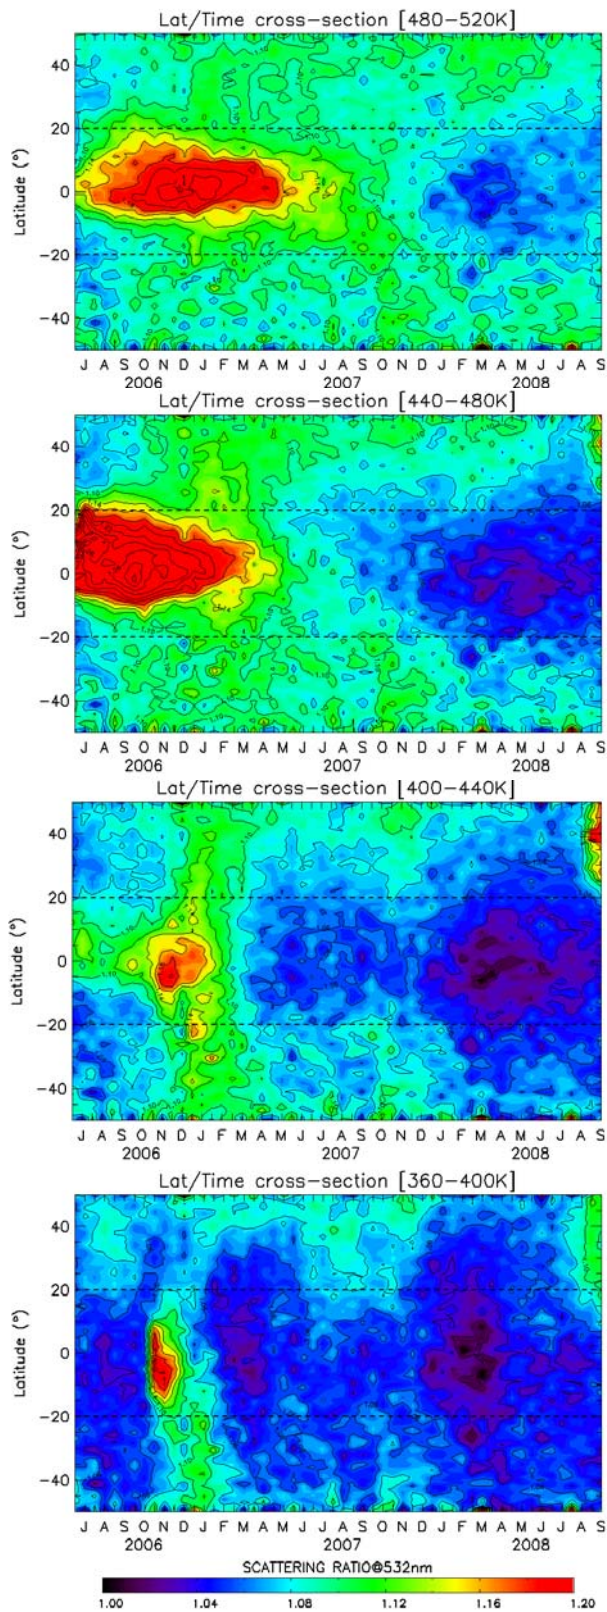 Lat/Time cross-section [480-520K]
Latitude (°)
40
20
0
-20
-40
J A S O N D J F M A M J J A S O N D J F M A M J J A S
2006 2007 2008
Lat/Time cross-section [440-480K]
Latitude (°)
40
20
0
-20
-40
J A S O N D J F M A M J J A S O N D J F M A M J J A S
2006 2007 2008
Lat/Time cross-section [400-440K]
Latitude (°)
40
20
0
-20
-40
J A S O N D J F M A M J J A S O N D J F M A M J J A S
2006 2007 2008
Lat/Time cross-section [360-400K]
Latitude (°)
40
20
0
-20
-40
J A S O N D J F M A M J J A S O N D J F M A M J J A S
2006 2007 2008
SCATTERING RATIO@532nm
1.00 1.04 1.08 1.12 1.16 1.20